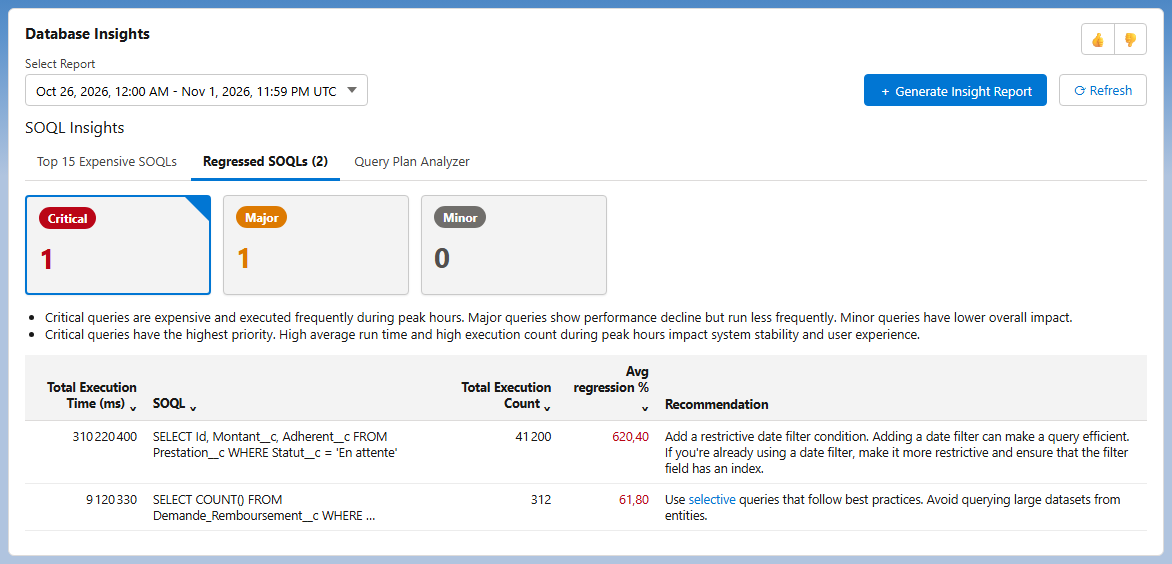 Database Insights
Select Report
Oct 26, 2026, 12:00 AM - Nov 1, 2026, 11:59 PM UTC
+ Generate Insight Report
Refresh
SOQL Insights
Top 15 Expensive SOQLs
Regressed SOQLs (2)
Query Plan Analyzer
Critical
1
Major
1
Minor
0
• Critical queries are expensive and executed frequently during peak hours. Major queries show performance decline but run less frequently. Minor queries have lower overall impact.
• Critical queries have the highest priority. High average run time and high execution count during peak hours impact system stability and user experience.
Total Execution
Time (ms)
SOQL
Total Execution
Count
Avg
regression %
Recommendation
310 220 400
SELECT Id, Montant__c, Adherent__c FROM
Prestation__c WHERE Statut__c = 'En attente'
41 200
620,40
Add a restrictive date filter condition. Adding a date filter can make a query efficient.
If you're already using a date filter, make it more restrictive and ensure that the filter
field has an index.
9 120 330
SELECT COUNT() FROM
Demande_Remboursement__c WHERE ...
312
61,80
Use selective queries that follow best practices. Avoid querying large datasets from
entities.